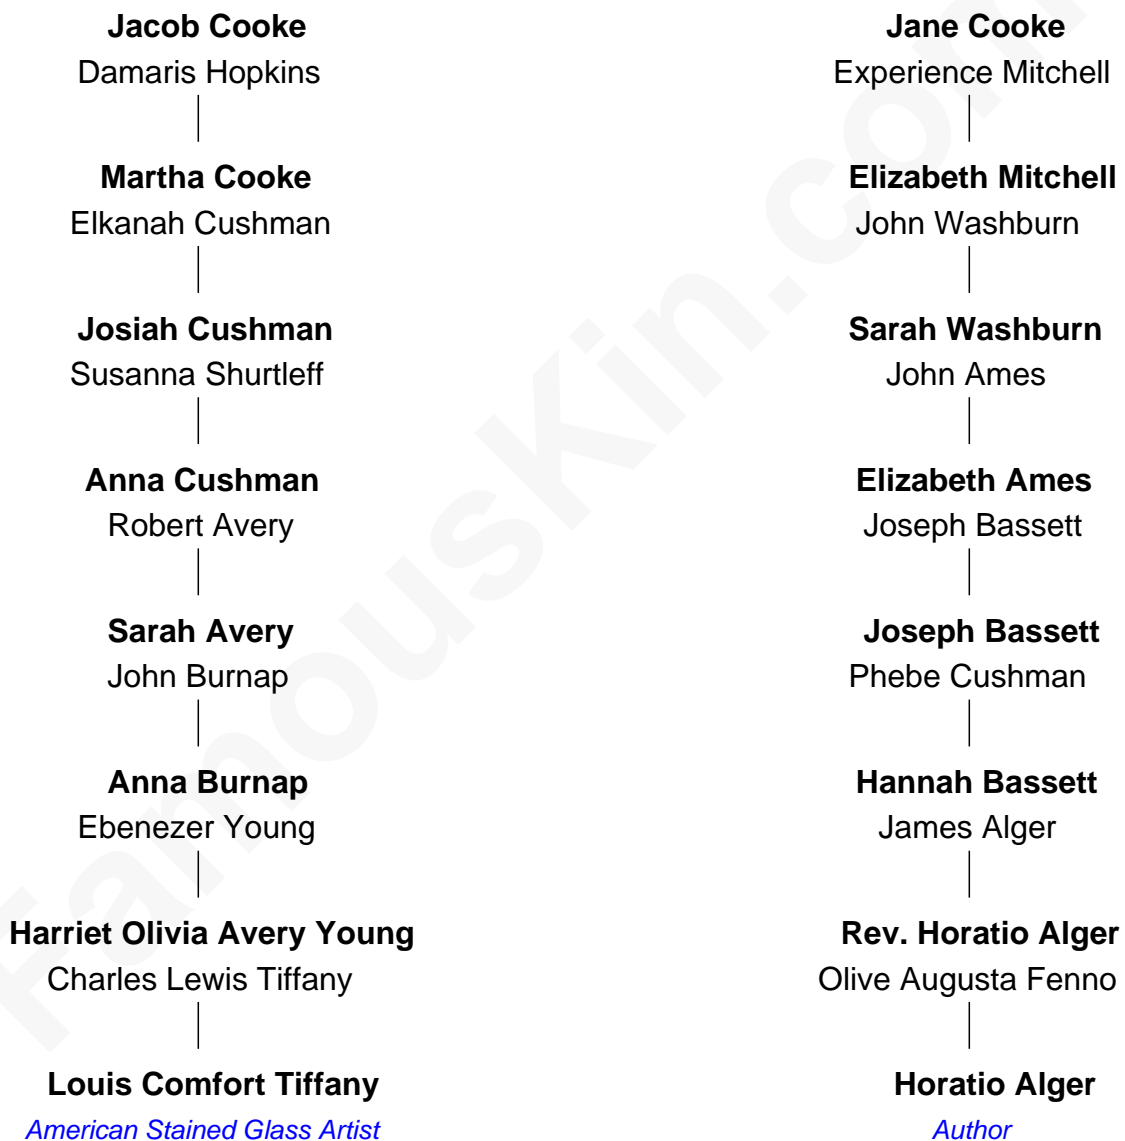 Jacob Cooke
Damaris Hopkins
Martha Cooke
Elkanah Cushman
Josiah Cushman
Susanna Shurtleff
Anna Cushman
Robert Avery
Sarah Avery
John Burnap
Anna Burnap
Ebenezer Young
Harriet Olivia Avery Young
Charles Lewis Tiffany
Louis Comfort Tiffany
American Stained Glass Artist
Jane Cooke
Experience Mitchell
Elizabeth Mitchell
John Washburn
Sarah Washburn
John Ames
Elizabeth Ames
Joseph Bassett
Joseph Bassett
Phebe Cushman
Hannah Bassett
James Alger
Rev. Horatio Alger
Olive Augusta Fenno
Horatio Alger
Author
FamousKin.com